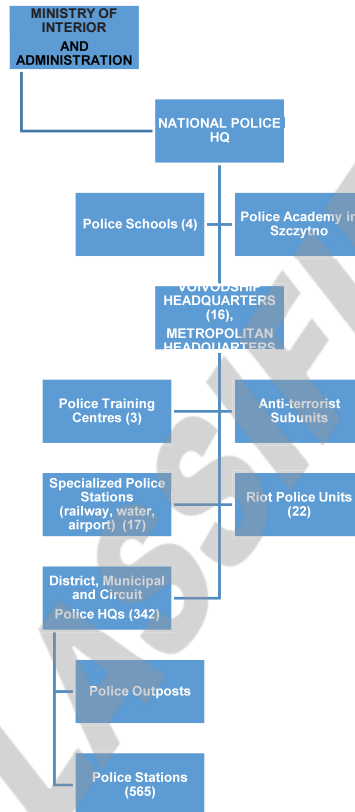 MINISTRY OF
INTERIOR
AND
ADMINISTRATION
NATIONAL POLICE
HQ
Police Schools (4)
Police Academy in
Szczytno
VOIVODSHIP
HEADQUARTERS
(16),
METROPOLITAN
HEADQUARTERS
Police Training
Centres (3)
Anti-terrorist
Subunits
Specialized Police
Stations
(railway, water,
airport) (17)
Riot Police Units
(22)
District, Municipal
and Circuit
Police HQs (342)
Police Outposts
Police Stations
(565)